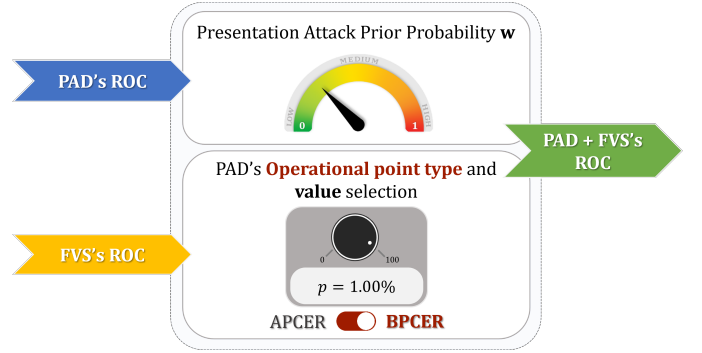 Presentation Attack Prior Probability w
LOW
MEDIUM
HIGH
0
1
PAD's ROC
PAD + FVS's
ROC
PAD's Operational point type and
value selection
0
100
p = 1.00%
FVS's ROC
APCER
BPCER